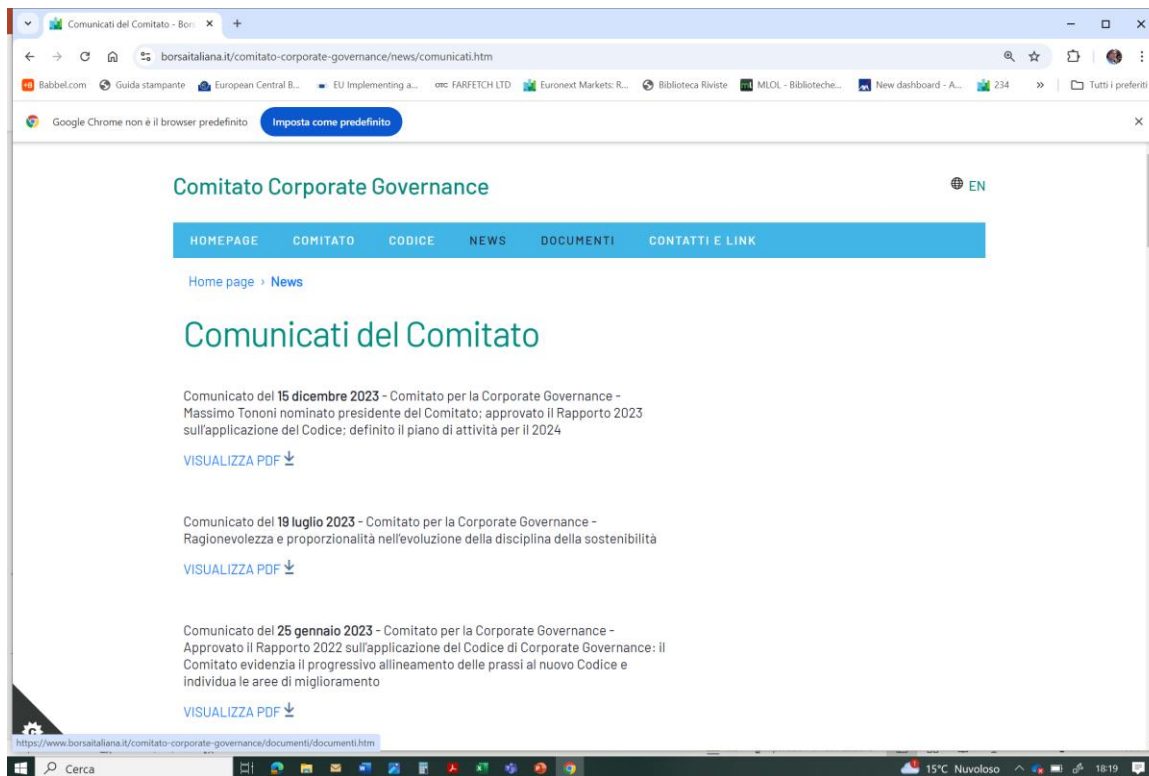 Comunicati del Comitato - Bors
borsaitaliana.it/comitato-corporate-governance/news/comunicati.htm
Babbel.com Guida stampante European Central B... EU Implementing a... FARFETCH LTD Euronext Markets: R... Biblioteca Riviste MLOL - Biblioteche... New dashboard - A... 234 » Tutti i preferiti
Google Chrome non è il browser predefinito Imposta come predefinito
Comitato Corporate Governance EN
HOMEPAGE COMITATO CODICE NEWS DOCUMENTI CONTATTI E LINK
Home page › News
Comunicati del Comitato
Comunicato del 15 dicembre 2023 - Comitato per la Corporate Governance -
Massimo Tononi nominato presidente del Comitato; approvato il Rapporto 2023
sull'applicazione del Codice; definito il piano di attività per il 2024
VISUALIZZA PDF
Comunicato del 19 luglio 2023 - Comitato per la Corporate Governance -
Ragionevolezza e proporzionalità nell'evoluzione della disciplina della sostenibilità
VISUALIZZA PDF
Comunicato del 25 gennaio 2023 - Comitato per la Corporate Governance -
Approvato il Rapporto 2022 sull'applicazione del Codice di Corporate Governance: il
Comitato evidenzia il progressivo allineamento delle prassi al nuovo Codice e
individua le aree di miglioramento
VISUALIZZA PDF
https://www.borsaitaliana.it/comitato-corporate-governance/documenti/documenti.htm
Cerca 15°C Nuvoloso 18:19